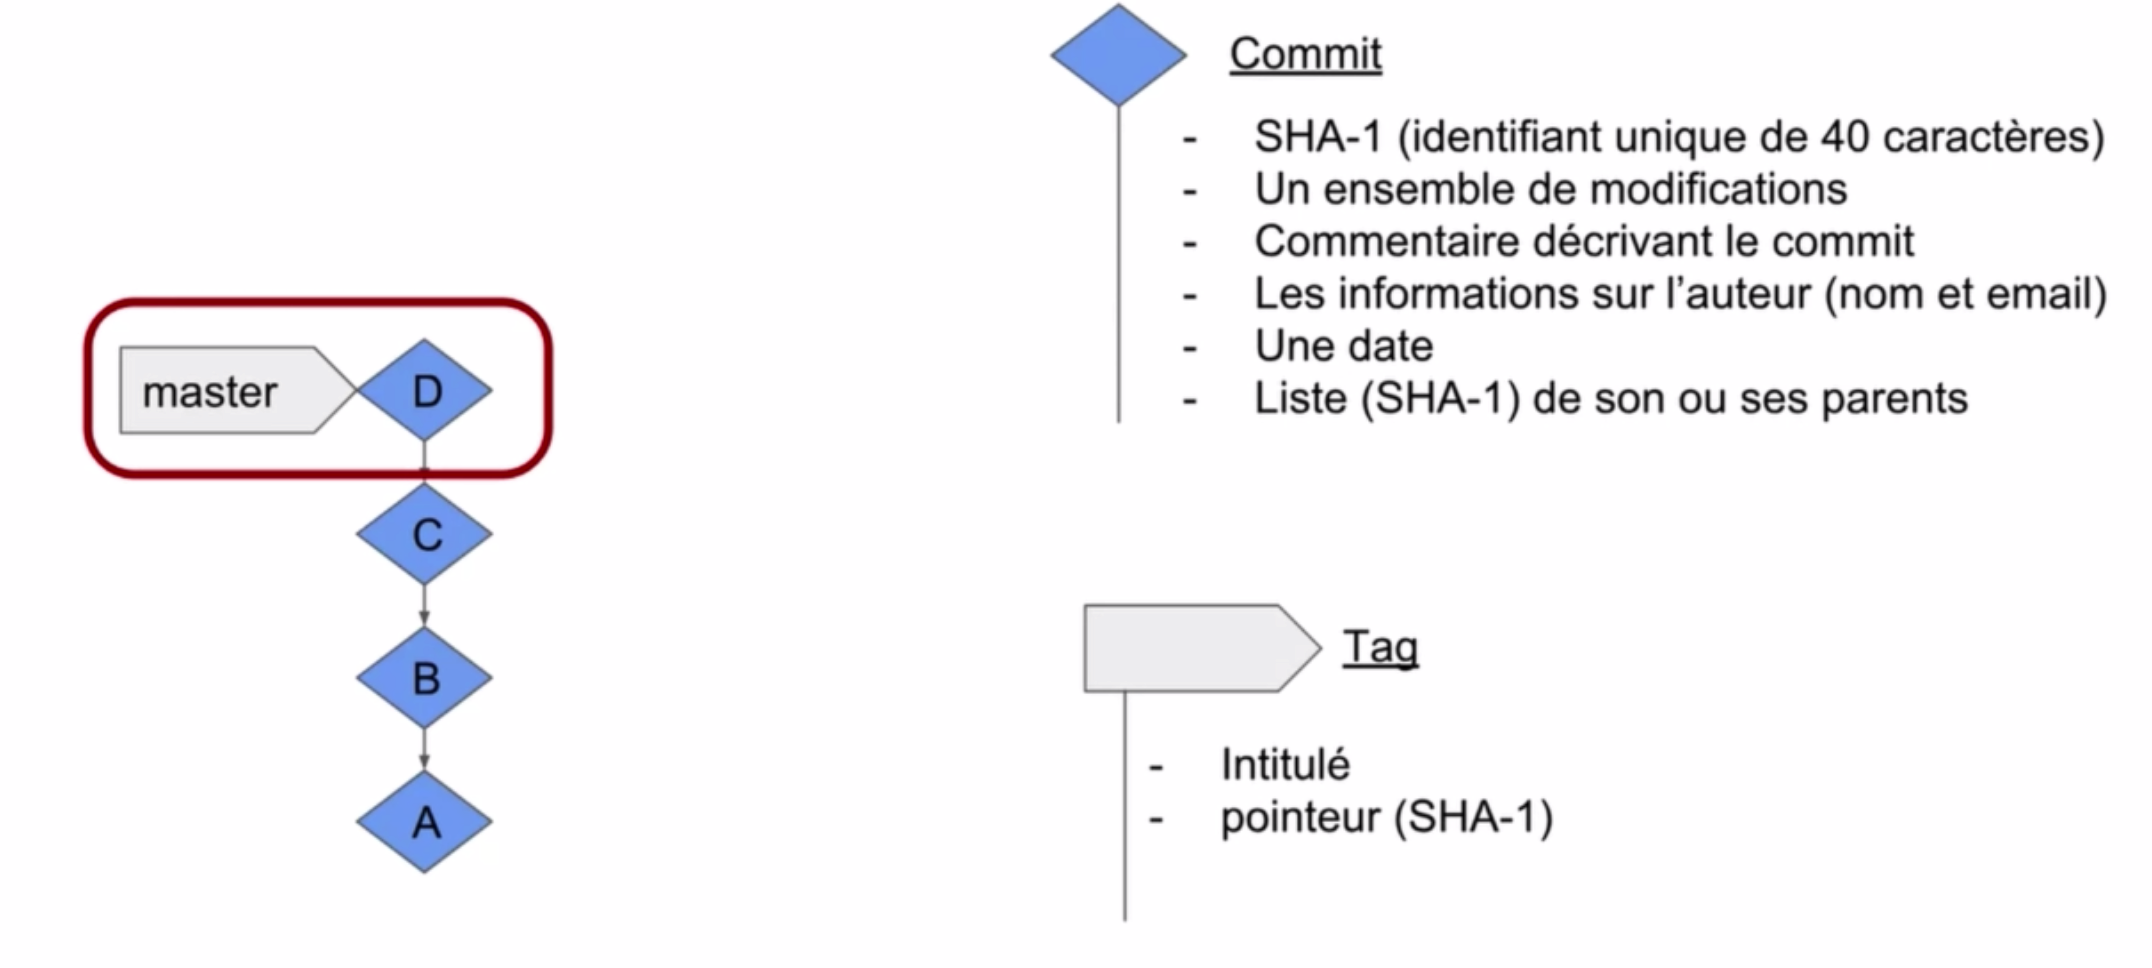 Commit
- SHA-1 (identifiant unique de 40 caractères)
- Un ensemble de modifications
- Commentaire décrivant le commit
- Les informations sur l’auteur (nom et email)
- Une date
- Liste (SHA-1) de son ou ses parents
master
D
C
B
A
Tag
- Intitulé
- pointeur (SHA-1)